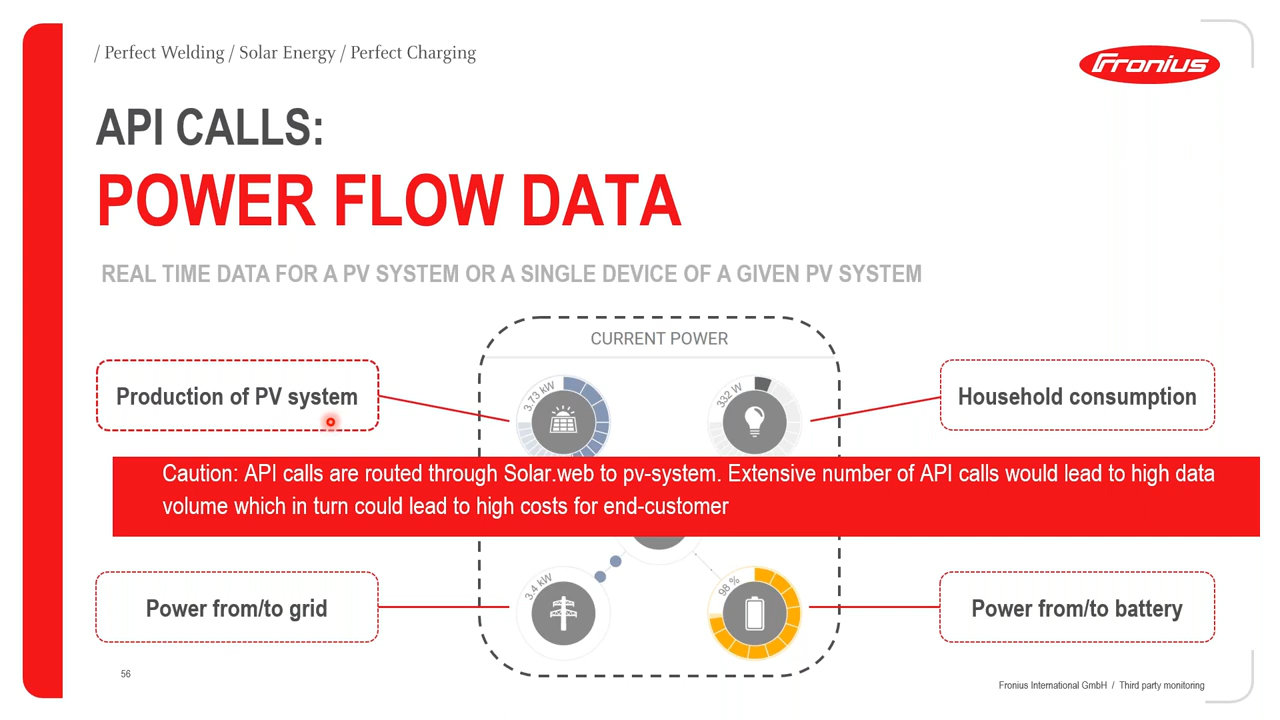 / Perfect Welding / Solar Energy / Perfect Charging
Fronius
API CALLS:
POWER FLOW DATA
REAL TIME DATA FOR A PV SYSTEM OR A SINGLE DEVICE OF A GIVEN PV SYSTEM
CURRENT POWER
Production of PV system
3.73 kW
332 W
Household consumption
Caution: API calls are routed through Solar.web to pv-system. Extensive number of API calls would lead to high data
volume which in turn could lead to high costs for end-customer
Power from/to grid
3.4 kW
98 %
Power from/to battery
56
Fronius International GmbH / Third party monitoring